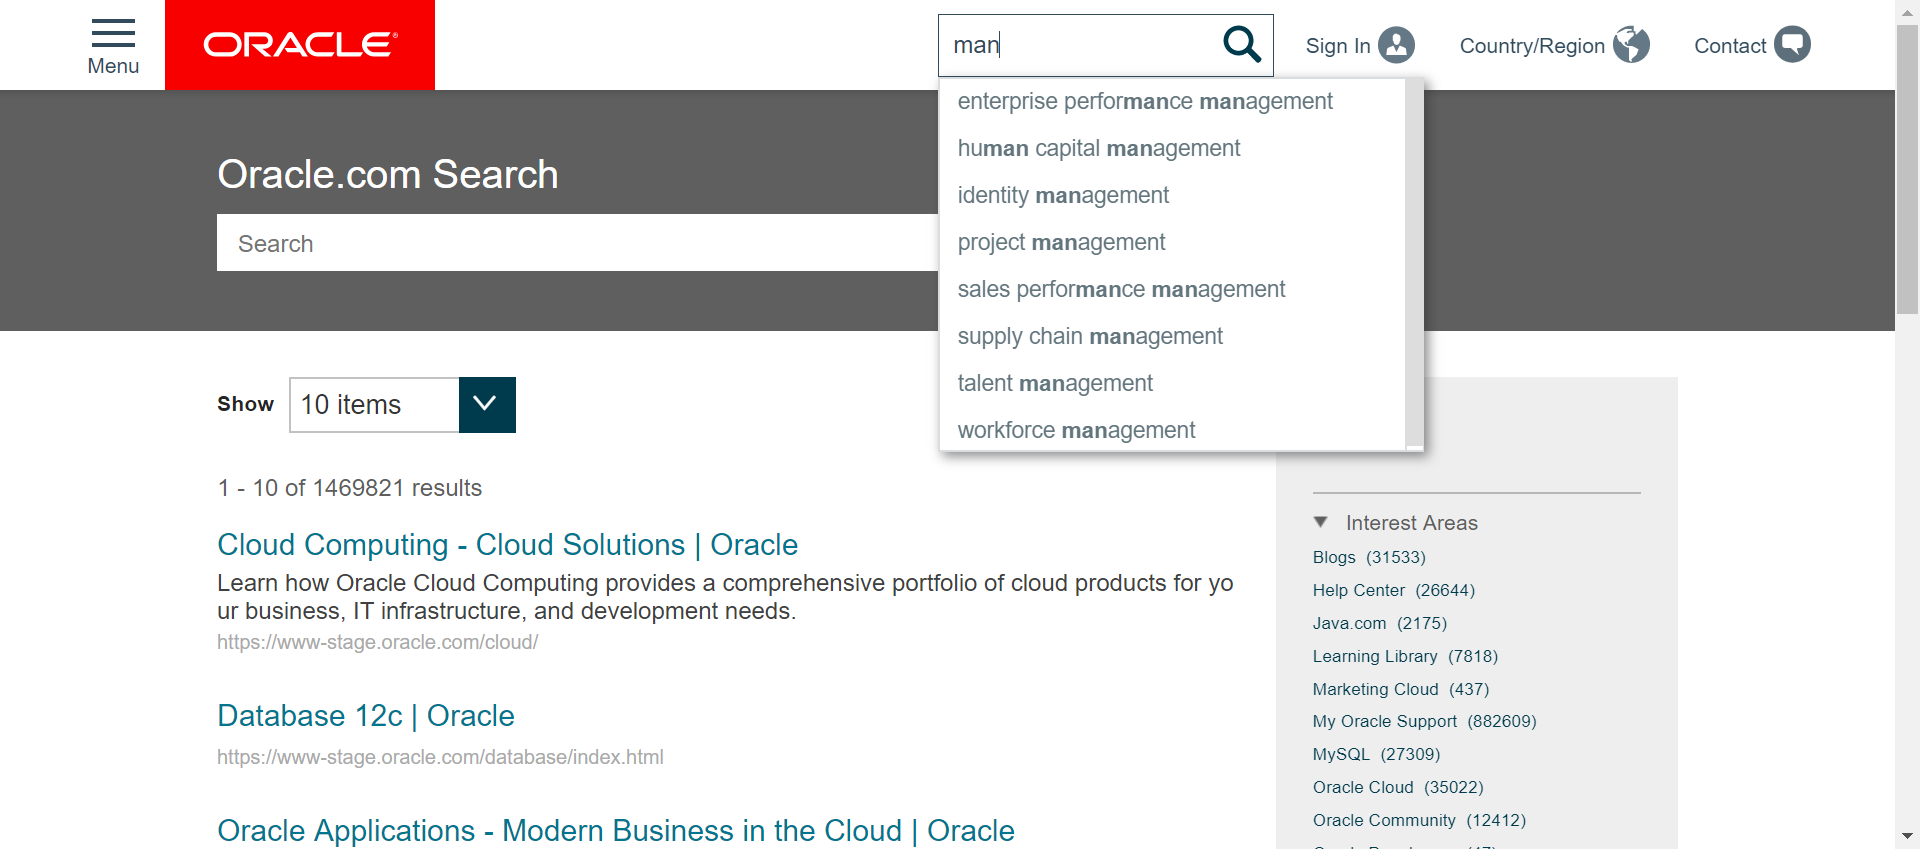 Menu
ORACLE®
man
Sign In
Country/Region
Contact
enterprise performance management
human capital management
identity management
project management
sales performance management
supply chain management
talent management
workforce management
Oracle.com Search
Search
Show
10 items
1 - 10 of 1469821 results
Cloud Computing - Cloud Solutions | Oracle
Learn how Oracle Cloud Computing provides a comprehensive portfolio of cloud products for yo
ur business, IT infrastructure, and development needs.
https://www-stage.oracle.com/cloud/
Database 12c | Oracle
https://www-stage.oracle.com/database/index.html
Oracle Applications - Modern Business in the Cloud | Oracle
Interest Areas
Blogs (31533)
Help Center (26644)
Java.com (2175)
Learning Library (7818)
Marketing Cloud (437)
My Oracle Support (882609)
MySQL (27309)
Oracle Cloud (35022)
Oracle Community (12412)